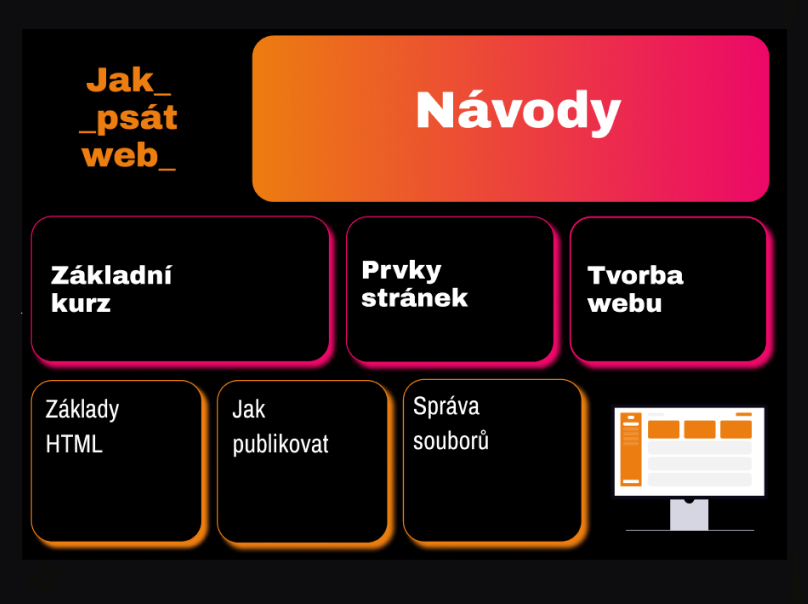 Jak_
_psát
web_
Návody
Základní
kurz
Prvky
stránek
Tvorba
webu
Základy
HTML
Jak
publikovat
Správa
souborů